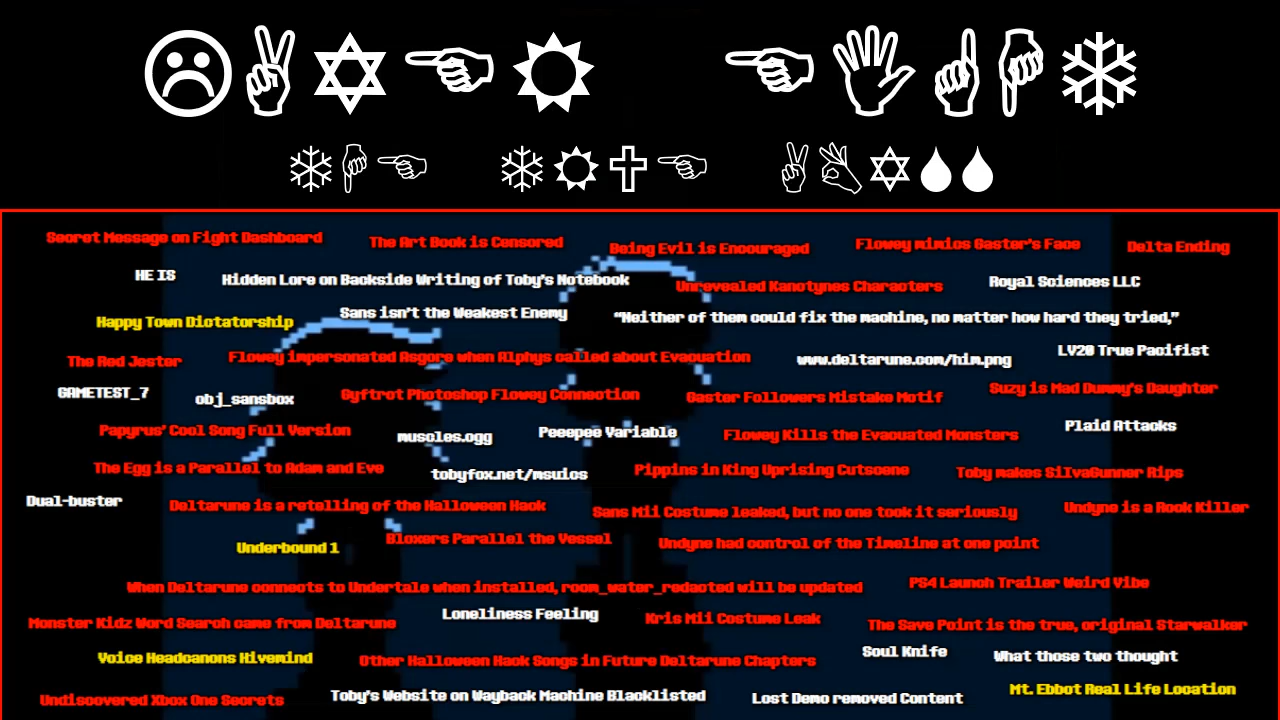 ☹✌✡☜☼ ☜🖐☝☟❄
❄☟☜ ❄☼🕆☜ ✌👌✡💧💧
Secret Message on Fight Dashboard
The Art Book is Censored
Being Evil is Encouraged
Flowey mimics Gaster's Face
Delta Ending
HE IS
Hidden Lore on Backside Writing of Toby's Notebook
Unrevealed Kanotynes Characters
Royal Sciences LLC
Happy Town Dictatorship
Sans isn't the Weakest Enemy
“Neither of them could fix the machine, no matter how hard they tried,”
The Red Jester
Flowey impersonated Asgore when Alphys called about Evacuation
www.deltarune.com/him.png
LV20 True Pacifist
GAMETEST_7
obj_sansbox
Gyftrot Photoshop Flowey Connection
Gaster Followers Mistake Motif
Suzy is Mad Dummy's Daughter
Papyrus' Cool Song Full Version
muscles.ogg
Peeepee Variable
Flowey Kills the Evacuated Monsters
Plaid Attacks
The Egg is a Parallel to Adam and Eve
tobyfox.net/msuics
Pippins in King Uprising Cutscene
Toby makes SiIvaGunner Rips
Dual-buster
Deltarune is a retelling of the Halloween Hack
Sans Mii Costume leaked, but no one took it seriously
Undyne is a Rock Killer
Underbound 1
Bloxers Parallel the Vessel
Undyne had control of the Timeline at one point
When Deltarune connects to Undertale when installed, room_water_redacted will be updated
PS4 Launch Trailer Weird Vibe
Monster Kidz Word Search came from Deltarune
Loneliness Feeling
Kris Mii Costume Leak
The Save Point is the true, original Starwalker
Voice Headcanons Hivemind
Other Halloween Hack Songs in Future Deltarune Chapters
Soul Knife
What those two thought
Undiscovered Xbox One Secrets
Toby's Website on Wayback Machine Blacklisted
Lost Demo removed Content
Mt. Ebbot Real Life Location